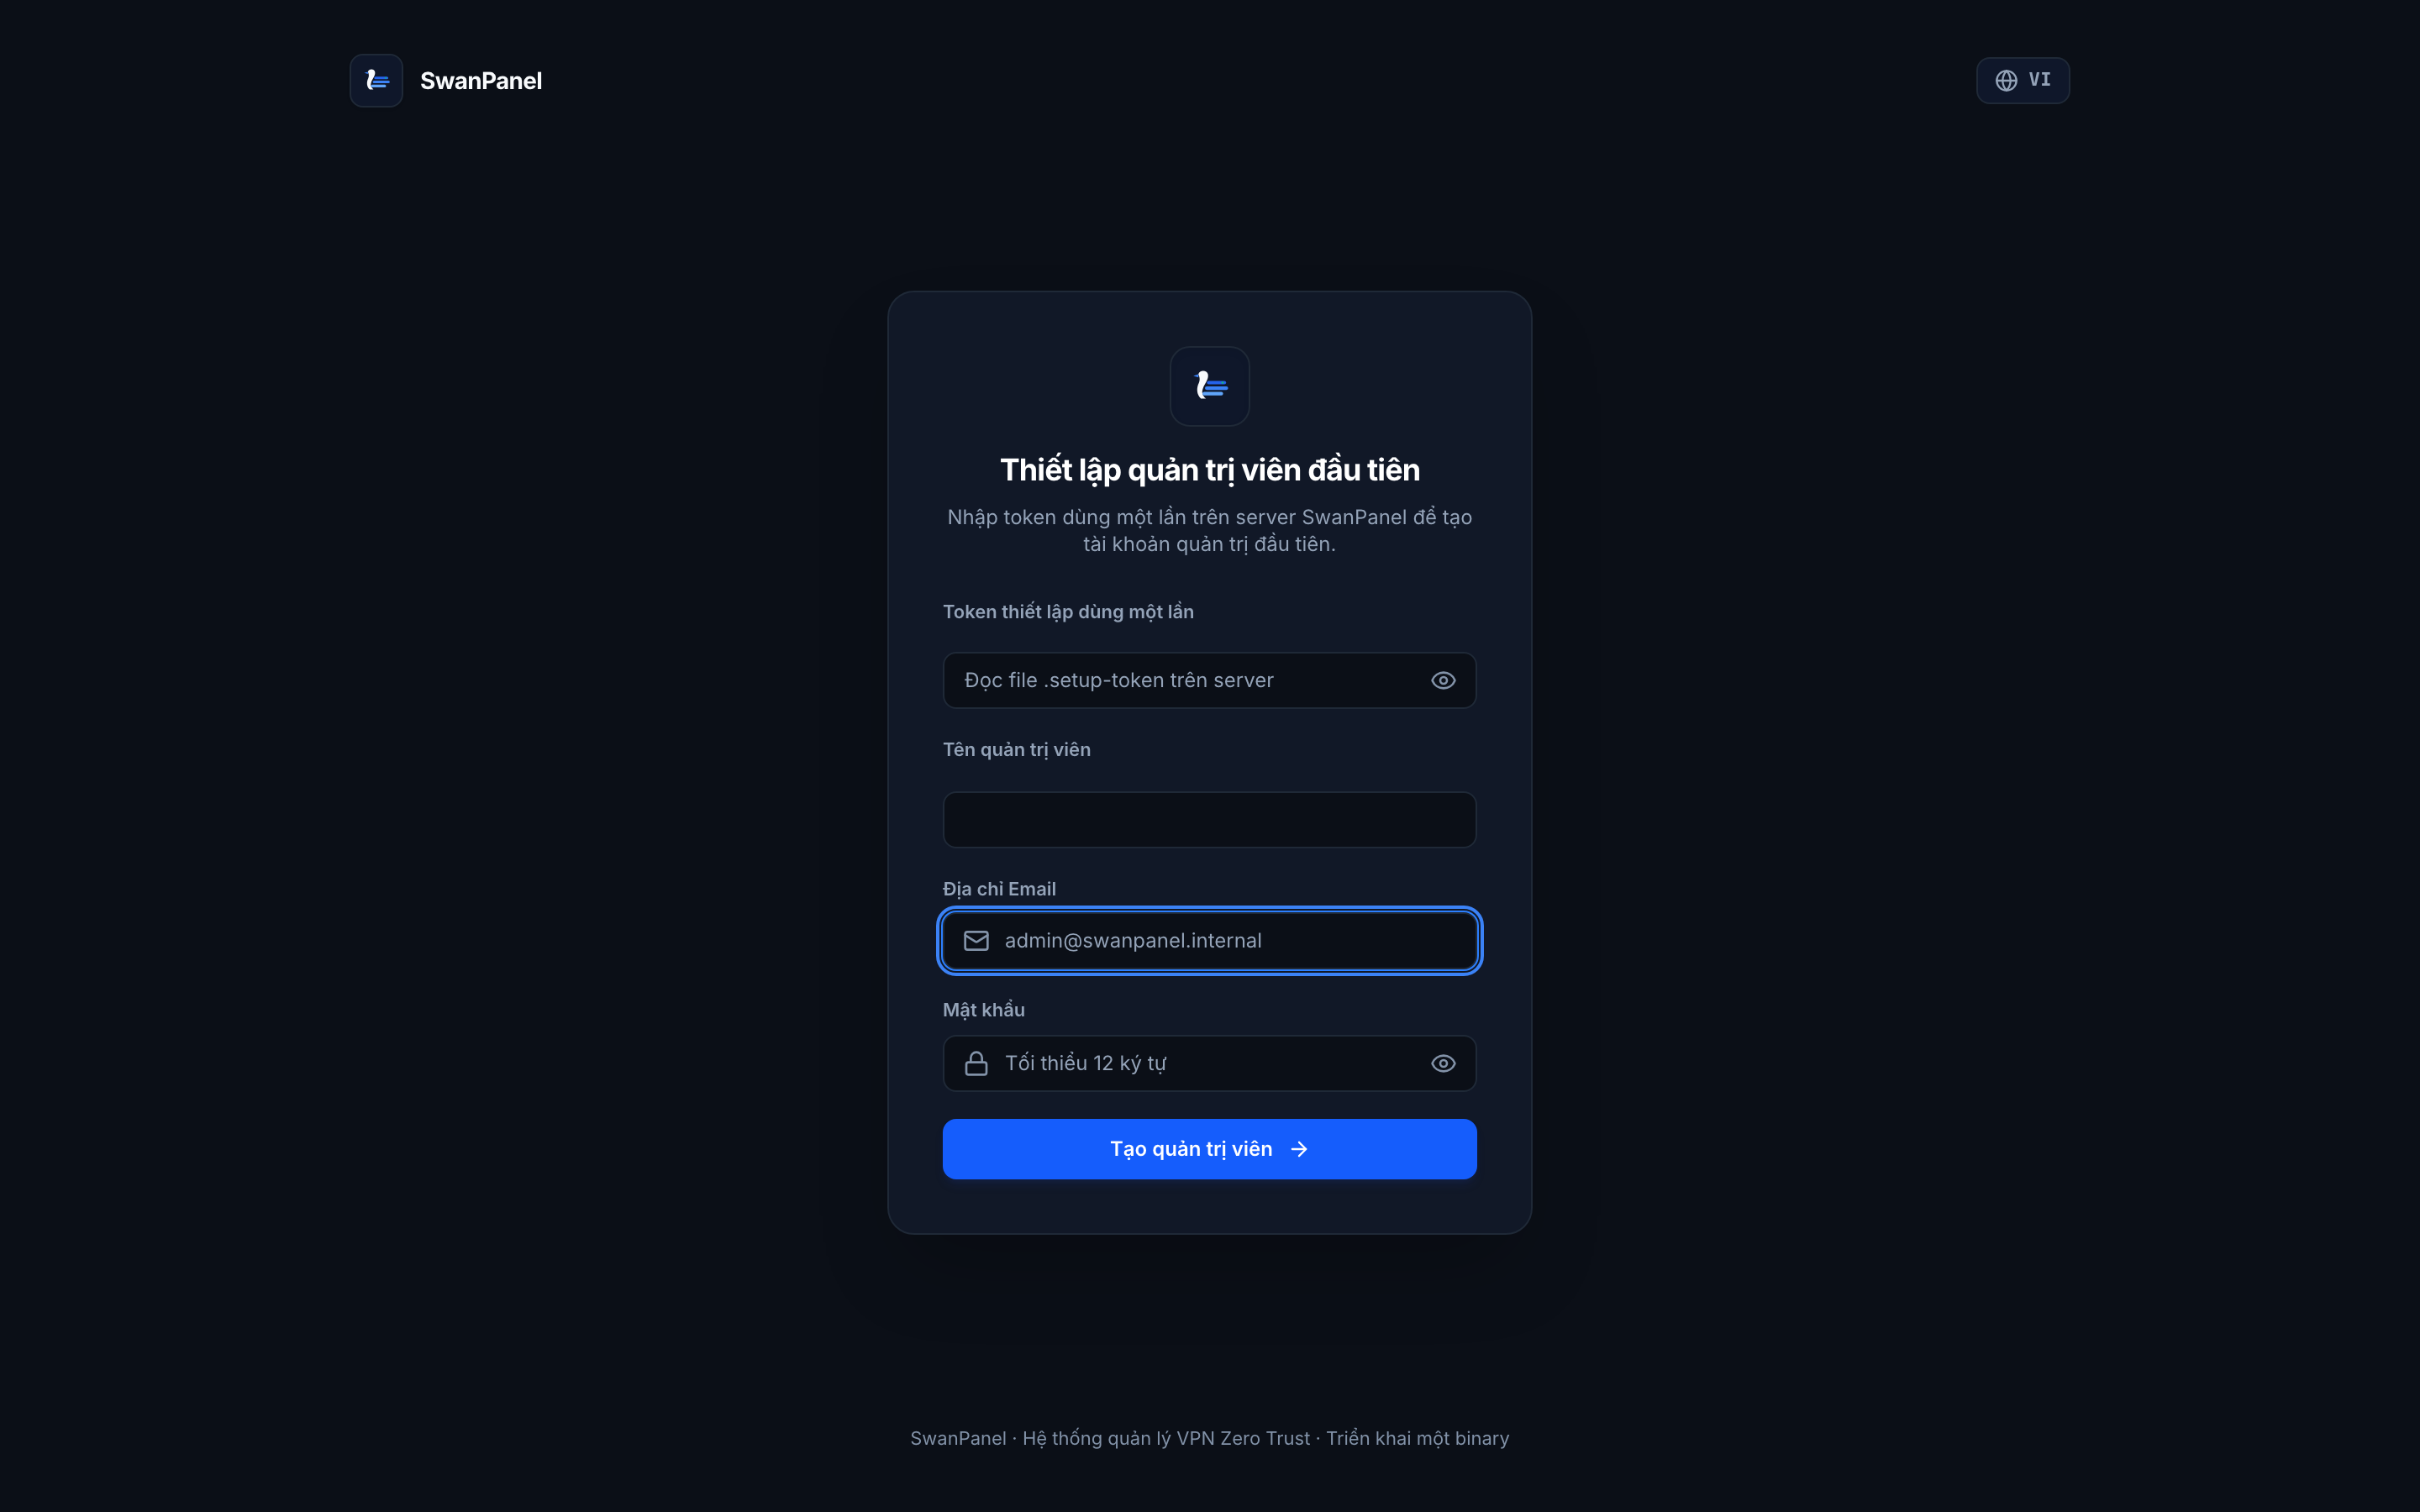 SwanPanel
VI
Thiết lập quản trị viên đầu tiên
Nhập token dùng một lần trên server SwanPanel để tạo
tài khoản quản trị đầu tiên.
Token thiết lập dùng một lần
Đọc file .setup-token trên server
Tên quản trị viên
Địa chỉ Email
admin@swanpanel.internal
Mật khẩu
Tối thiểu 12 ký tự
Tạo quản trị viên
SwanPanel · Hệ thống quản lý VPN Zero Trust · Triển khai một binary